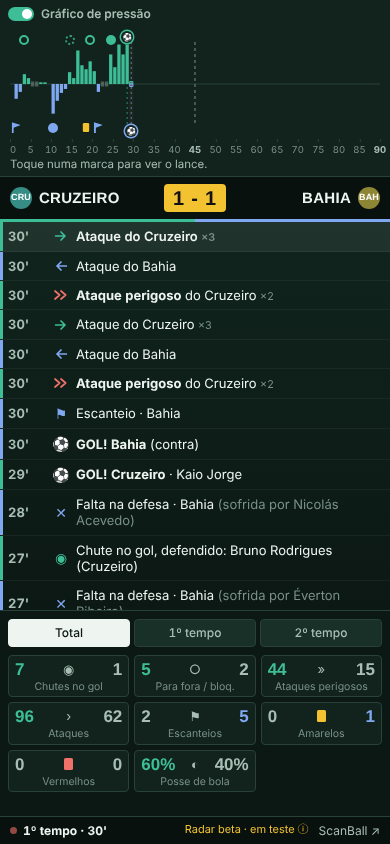 Gráfico de pressão
0 5 10 15 20 25 30 35 40 45 50 55 60 65 70 75 80 85 90
Toque numa marca para ver o lance.
CRU CRUZEIRO 1 - 1 BAHIA BAH
30' Ataque do Cruzeiro ×3
30' Ataque do Bahia
30' Ataque perigoso do Cruzeiro ×2
30' Ataque do Cruzeiro ×3
30' Ataque do Bahia
30' Ataque perigoso do Cruzeiro ×2
30' Escanteio · Bahia
30' GOL! Bahia (contra)
29' GOL! Cruzeiro · Kaio Jorge
28' Falta na defesa · Bahia (sofrida por Nicolás
Acevedo)
27' Chute no gol, defendido: Bruno Rodrigues
(Cruzeiro)
27' Falta na defesa · Bahia (sofrida por Éverton
Ribeiro)
Total 1º tempo 2º tempo
7 1 5 2 44 15
Chutes no gol Para fora / bloq. Ataques perigosos
96 62 2 5 0 1
Ataques Escanteios Amarelos
0 0 60% 40%
Vermelhos Posse de bola
1º tempo · 30' Radar beta · em teste ⓘ ScanBall ↗